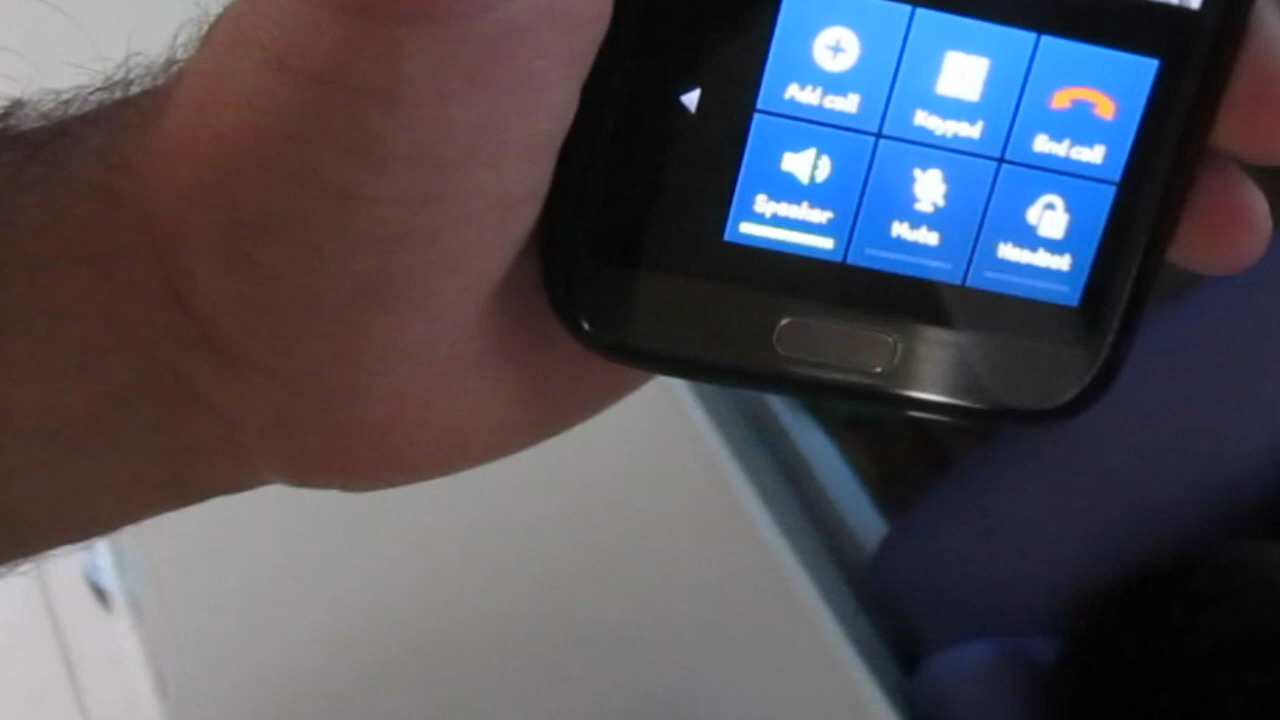 Add call
Keypad
End call
Speaker
Mute
Headset